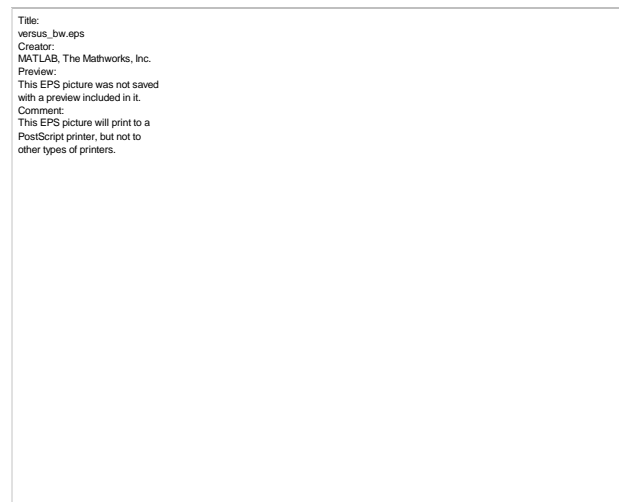 Title:
versus_bw.eps
Creator:
MATLAB, The Mathworks, Inc.
Preview:
This EPS picture was not saved
with a preview included in it.
Comment:
This EPS picture will print to a
PostScript printer, but not to
other types of printers.